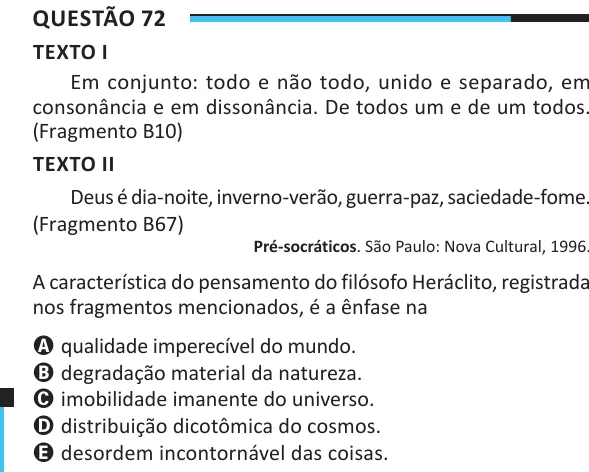 QUESTÃO 72
TEXTO I
Em conjunto: todo e não todo, unido e separado, em
consonância e em dissonância. De todos um e de um todos.
(Fragmento B10)
TEXTO II
Deus é dia-noite, inverno-verão, guerra-paz, saciedade-fome.
(Fragmento B67)
Pré-socráticos. São Paulo: Nova Cultural, 1996.
A característica do pensamento do filósofo Heráclito, registrada
nos fragmentos mencionados, é a ênfase na
A qualidade imperecível do mundo.
B degradação material da natureza.
C imobilidade imanente do universo.
D distribuição dicotômica do cosmos.
E desordem incontornável das coisas.